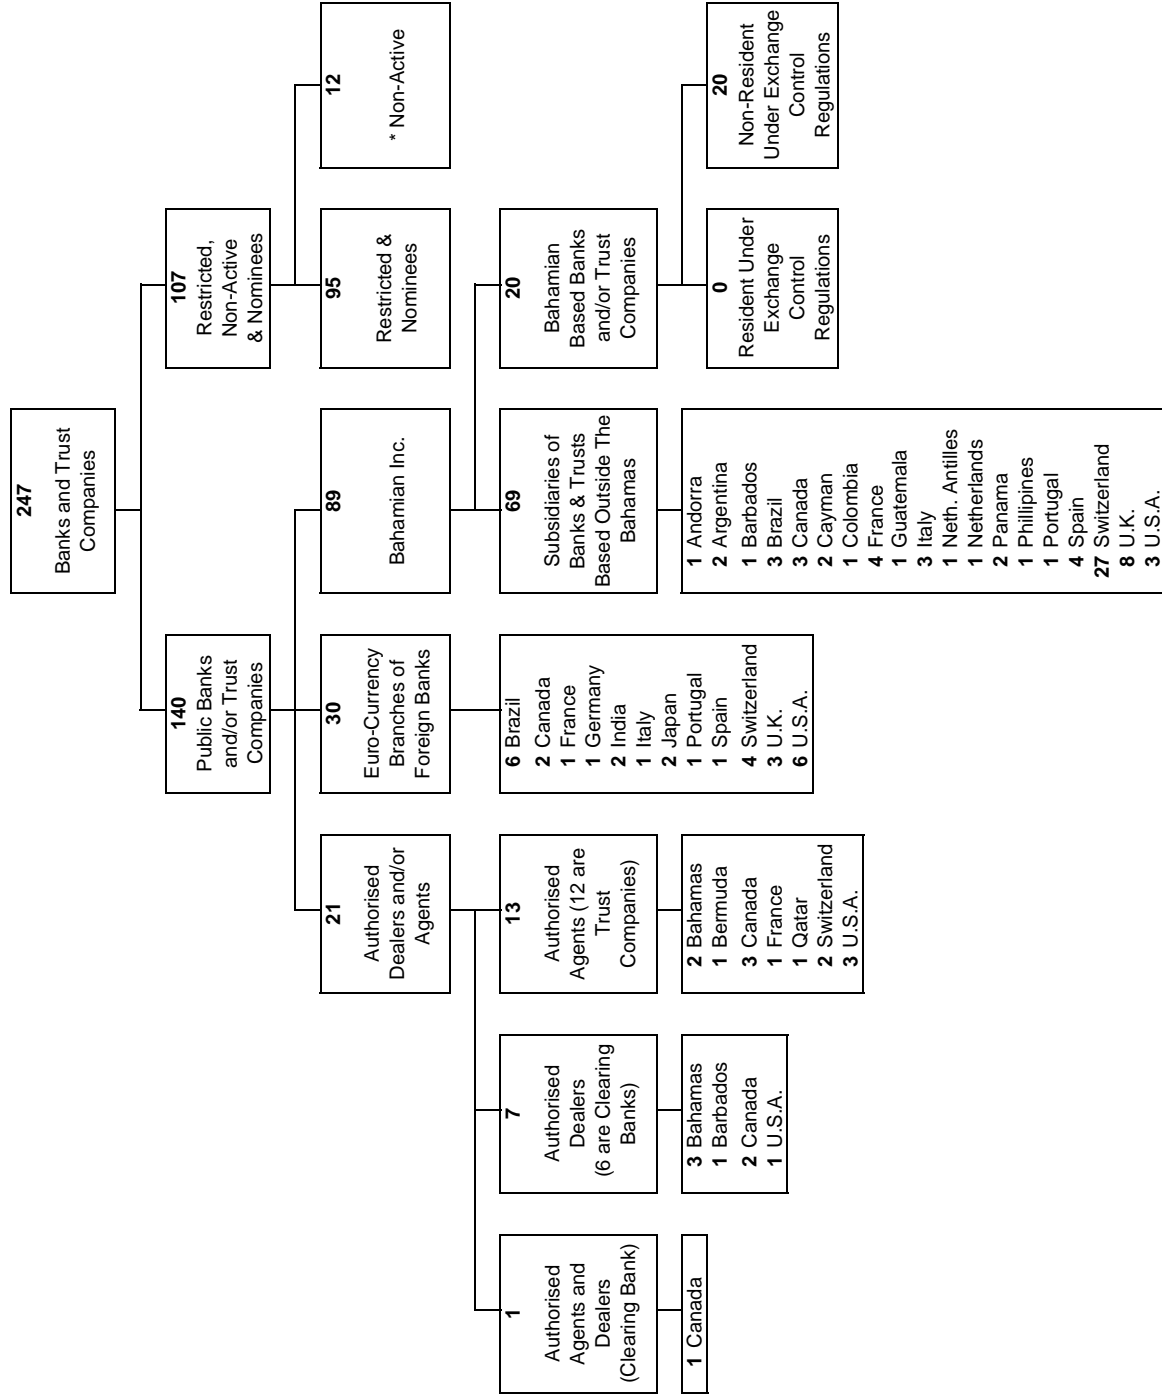 247
Banks and Trust
Companies
140
Public Banks
and/or Trust
Companies
107
Restricted,
Non-Active
& Nominees
21
Authorised
Dealers and/or
Agents
30
Euro-Currency
Branches of
Foreign Banks
89
Bahamian Inc.
95
Restricted &
Nominees
12
* Non-Active
1
Authorised
Agents and
Dealers
(Clearing Bank)
7
Authorised
Dealers
(6 are Clearing
Banks)
13
Authorised
Agents (12 are
Trust
Companies)
6 Brazil
2 Canada
1 France
1 Germany
2 India
1 Italy
2 Japan
1 Portugal
1 Spain
4 Switzerland
3 U.K.
6 U.S.A.
69
Subsidiaries of
Banks & Trusts
Based Outside The
Bahamas
20
Bahamian
Based Banks
and/or Trust
Companies
1 Canada
3 Bahamas
1 Barbados
2 Canada
1 U.S.A.
2 Bahamas
1 Bermuda
3 Canada
1 France
1 Qatar
2 Switzerland
3 U.S.A.
1 Andorra
2 Argentina
1 Barbados
3 Brazil
3 Canada
2 Cayman
1 Colombia
4 France
1 Guatemala
3 Italy
1 Neth. Antilles
1 Netherlands
2 Panama
1 Phillipines
1 Portugal
4 Spain
27 Switzerland
8 U.K.
3 U.S.A.
0
Resident Under
Exchange
Control
Regulations
20
Non-Resident
Under Exchange
Control
Regulations